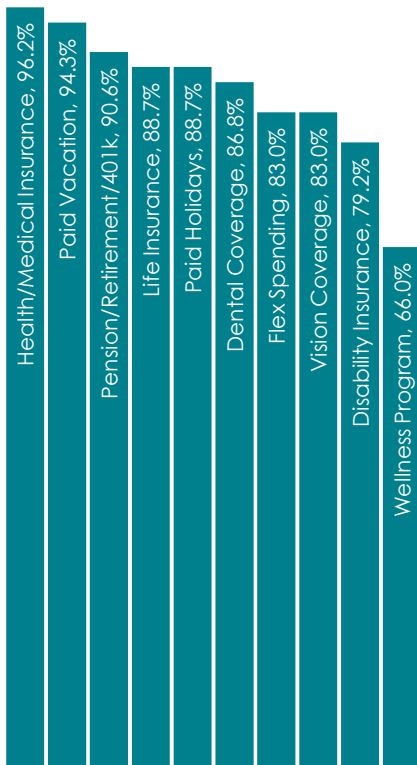 Health/Medical Insurance, 96.2%
Paid Vacation, 94.3%
Pension/Retirement/401k, 90.6%
Life Insurance, 88.7%
Paid Holidays, 88.7%
Dental Coverage, 86.8%
Flex Spending, 83.0%
Vision Coverage, 83.0%
Disability Insurance, 79.2%
Wellness Program, 66.0%